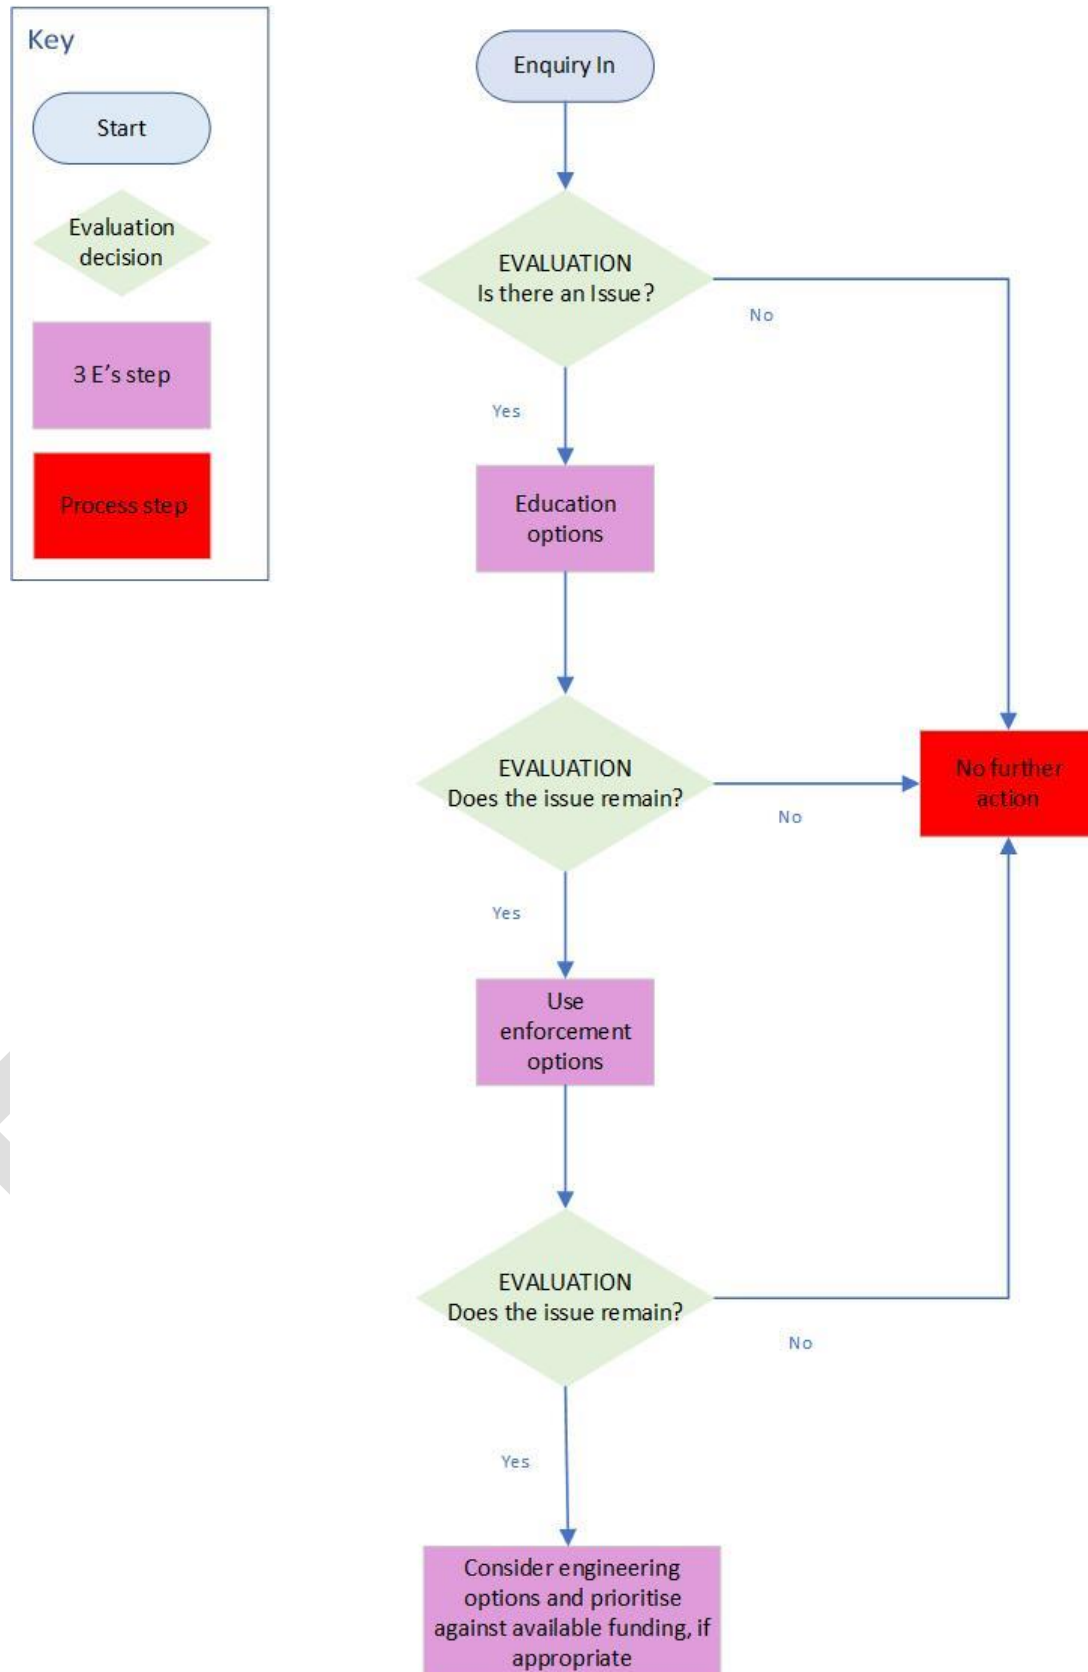 Key
Start
Evaluation
decision
3 E's step
Process step
Enquiry In
EVALUATION
Is there an Issue?
No
Yes
Education
options
EVALUATION
Does the issue remain?
No
No further
action
Yes
Use
enforcement
options
EVALUATION
Does the issue remain?
No
Yes
Consider engineering
options and prioritise
against available funding, if
appropriate